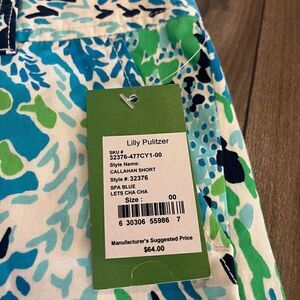 Lilly Pulitzer
SKU #
32376-477CY1-00
Style Name:
CALLAHAN SHORT
Style #: 32376
SPA BLUE
LETS CHA CHA
Size : 00
6 30306 55986 7
Manufacturer's Suggested Price
$64.00